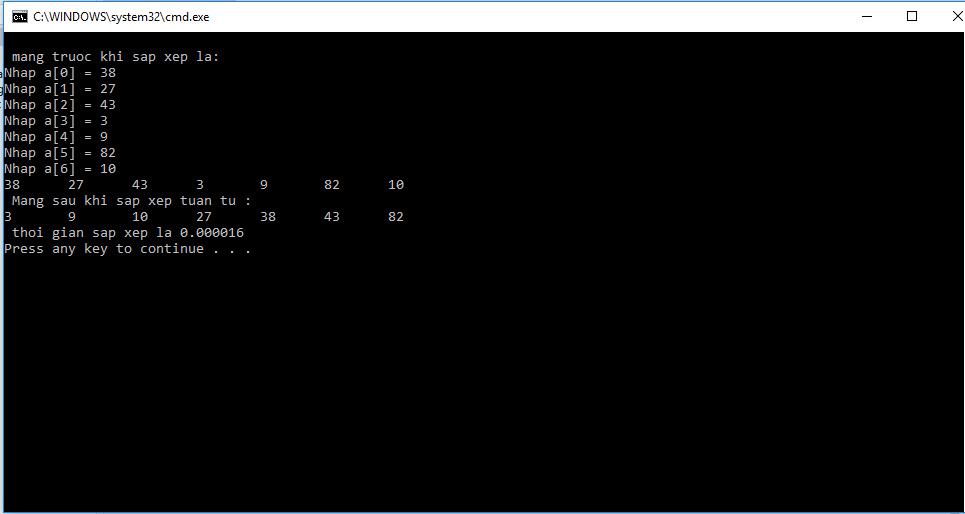 C:\WINDOWS\system32\cmd.exe
mang truoc khi sap xep la:
Nhap a[0] = 38
Nhap a[1] = 27
Nhap a[2] = 43
Nhap a[3] = 3
Nhap a[4] = 9
Nhap a[5] = 82
Nhap a[6] = 10
38 27 43 3 9 82 10
Mang sau khi sap xep tuan tu :
3 9 10 27 38 43 82
thoi gian sap xep la 0.000016
Press any key to continue . . .